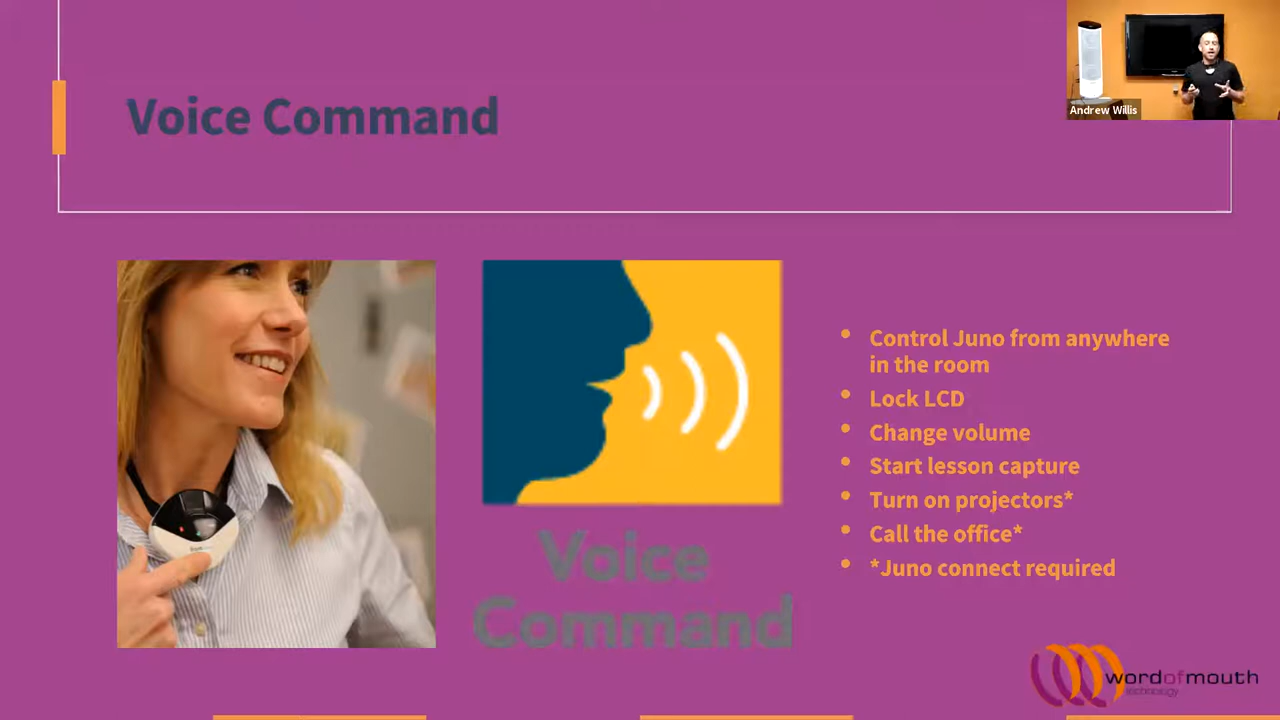 Voice Command
Andrew Willis
Voice
Command
• Control Juno from anywhere
in the room
• Lock LCD
• Change volume
• Start lesson capture
• Turn on projectors*
• Call the office*
• *Juno connect required
wordofmouth
technology